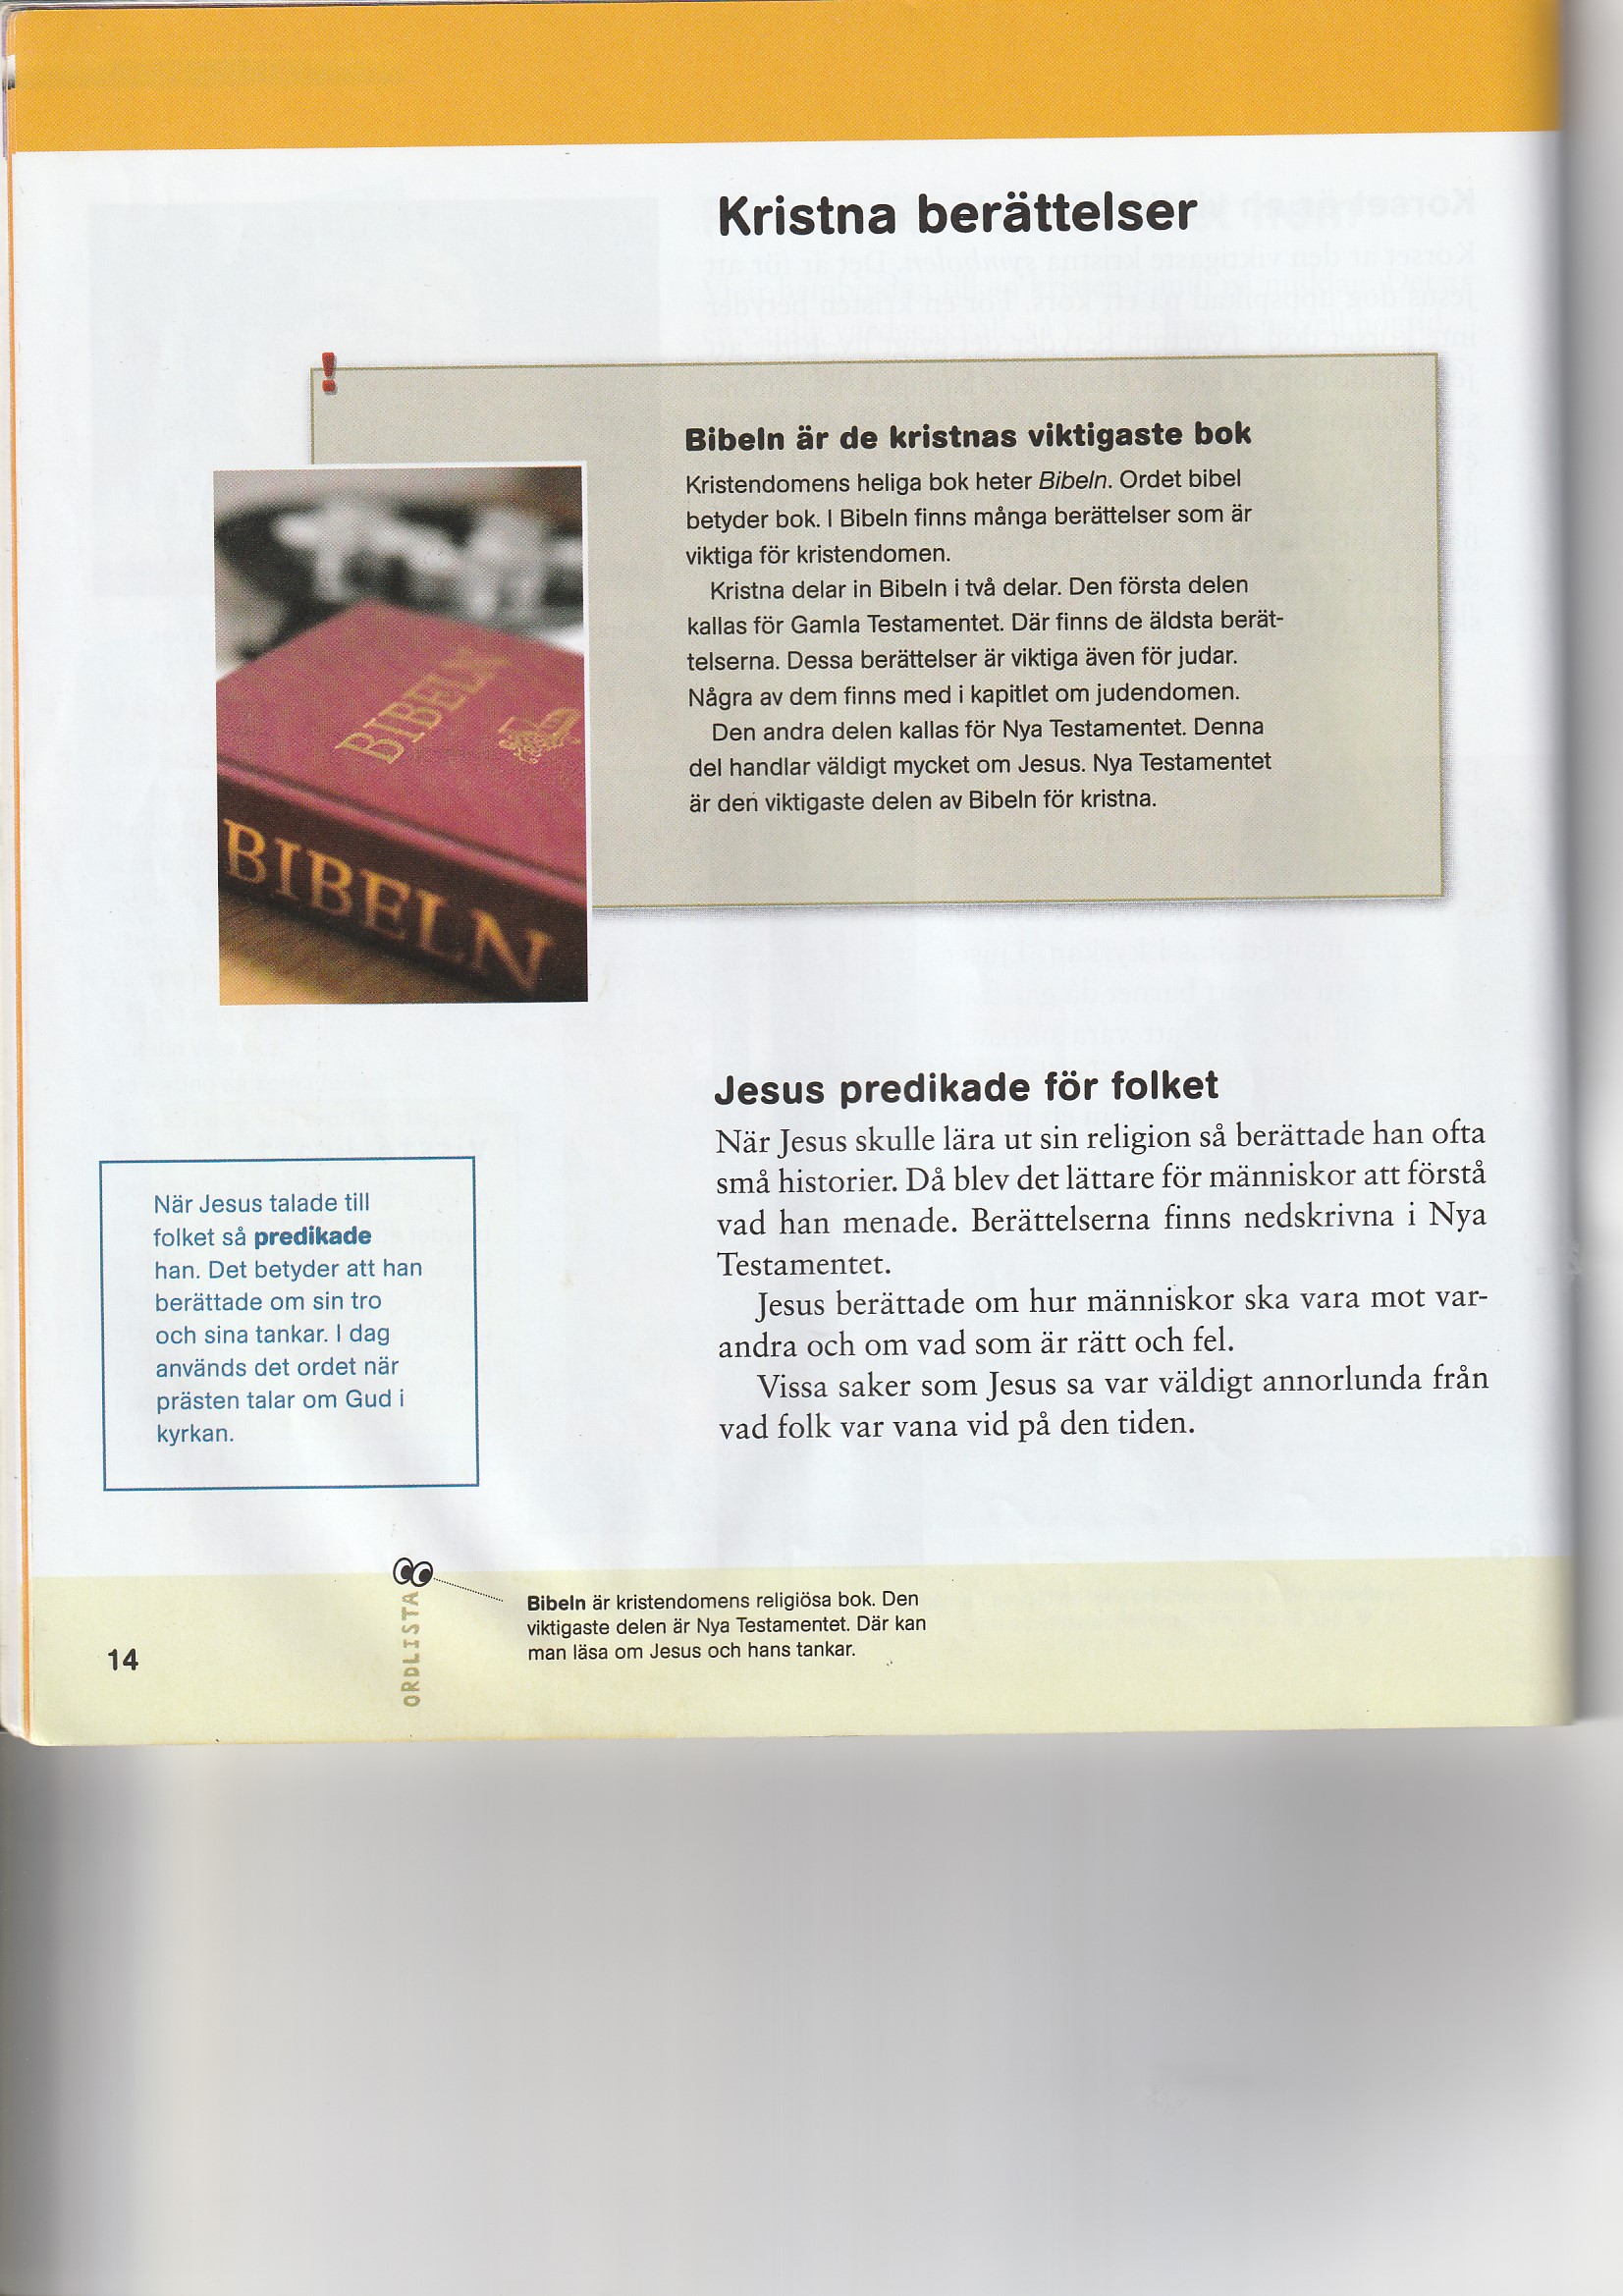 Kristna berättelser
!
Bibeln är de kristnas viktigaste bok
Kristendomens heliga bok heter Bibeln. Ordet bibel
betyder bok. I Bibeln finns många berättelser som är
viktiga för kristendomen.
Kristna delar in Bibeln i två delar. Den första delen
kallas för Gamla Testamentet. Där finns de äldsta berät-
telserna. Dessa berättelser är viktiga även för judar.
Några av dem finns med i kapitlet om judendomen.
Den andra delen kallas för Nya Testamentet. Denna
del handlar väldigt mycket om Jesus. Nya Testamentet
är den viktigaste delen av Bibeln för kristna.
BIBELN
BIBELN
Jesus predikade för folket
När Jesus skulle lära ut sin religion så berättade han ofta
små historier. Då blev det lättare för människor att förstå
vad han menade. Berättelserna finns nedskrivna i Nya
Testamentet.
Jesus berättade om hur människor ska vara mot var-
andra och om vad som är rätt och fel.
Vissa saker som Jesus sa var väldigt annorlunda från
vad folk var vana vid på den tiden.
När Jesus talade till
folket så predikade
han. Det betyder att han
berättade om sin tro
och sina tankar. I dag
används det ordet när
prästen talar om Gud i
kyrkan.
ORDLISTA
Bibeln är kristendomens religiösa bok. Den
viktigaste delen är Nya Testamentet. Där kan
man läsa om Jesus och hans tankar.
14